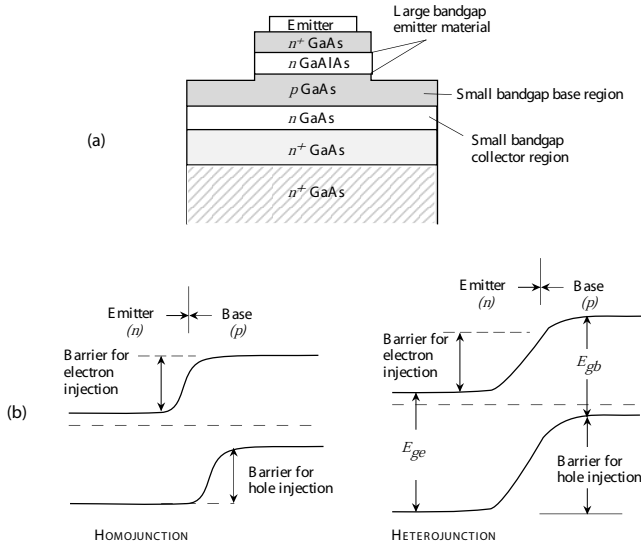 Emitter
n+ GaAs
n GaAlAs
p GaAs
n GaAs
n+ GaAs
n+ GaAs
Large bandgap
emitter material
Small bandgap base region
Small bandgap
collector region
(a)
Emitter
(n)
Base
(p)
Barrier for
electron
injection
Barrier for
hole injection
HOMOJUNCTION
(b)
Emitter
(n)
Base
(p)
Barrier for
electron
injection
Egb
Ege
Barrier for
hole injection
HETEROJUNCTION